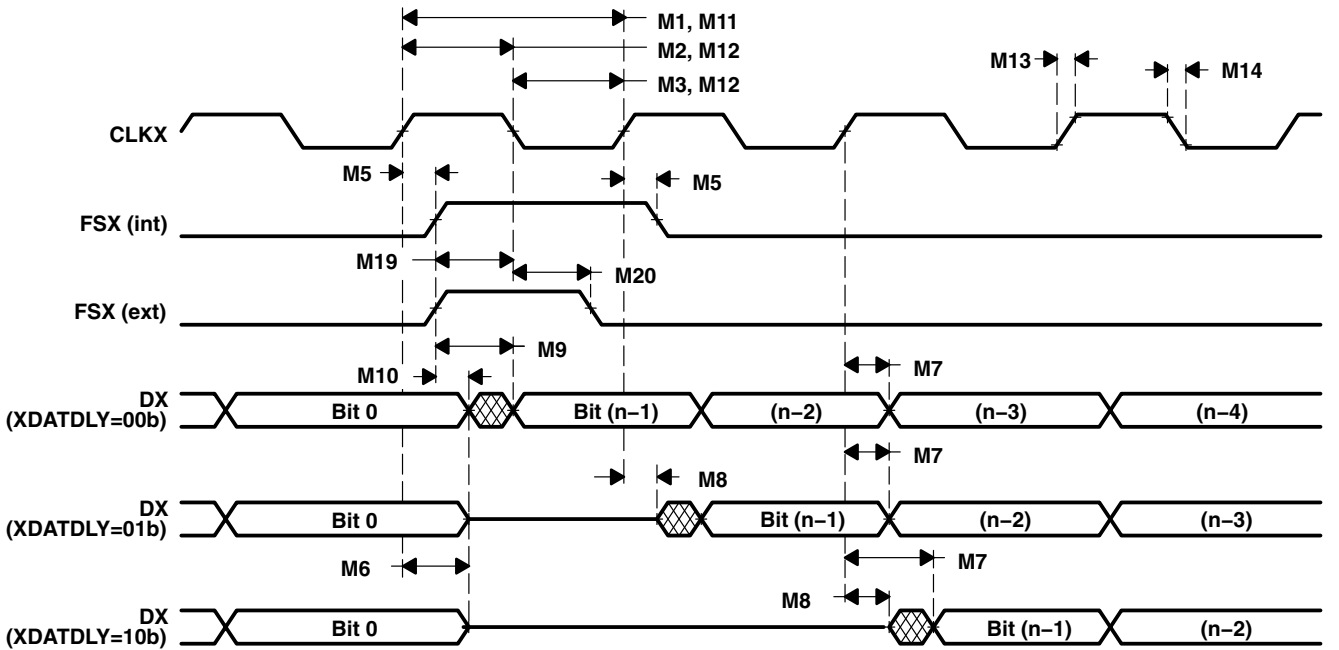 M1, M11
M2, M12
M3, M12
M13
M14
CLKX
M5
M5
FSX (int)
M19
M20
FSX (ext)
M9
M10
M7
DX
(XDATDLY=00b)
Bit 0
Bit (n−1)
(n−2)
(n−3)
(n−4)
M7
M8
DX
(XDATDLY=01b)
Bit 0
Bit (n−1)
(n−2)
(n−3)
M6
M7
M8
DX
(XDATDLY=10b)
Bit 0
Bit (n−1)
(n−2)